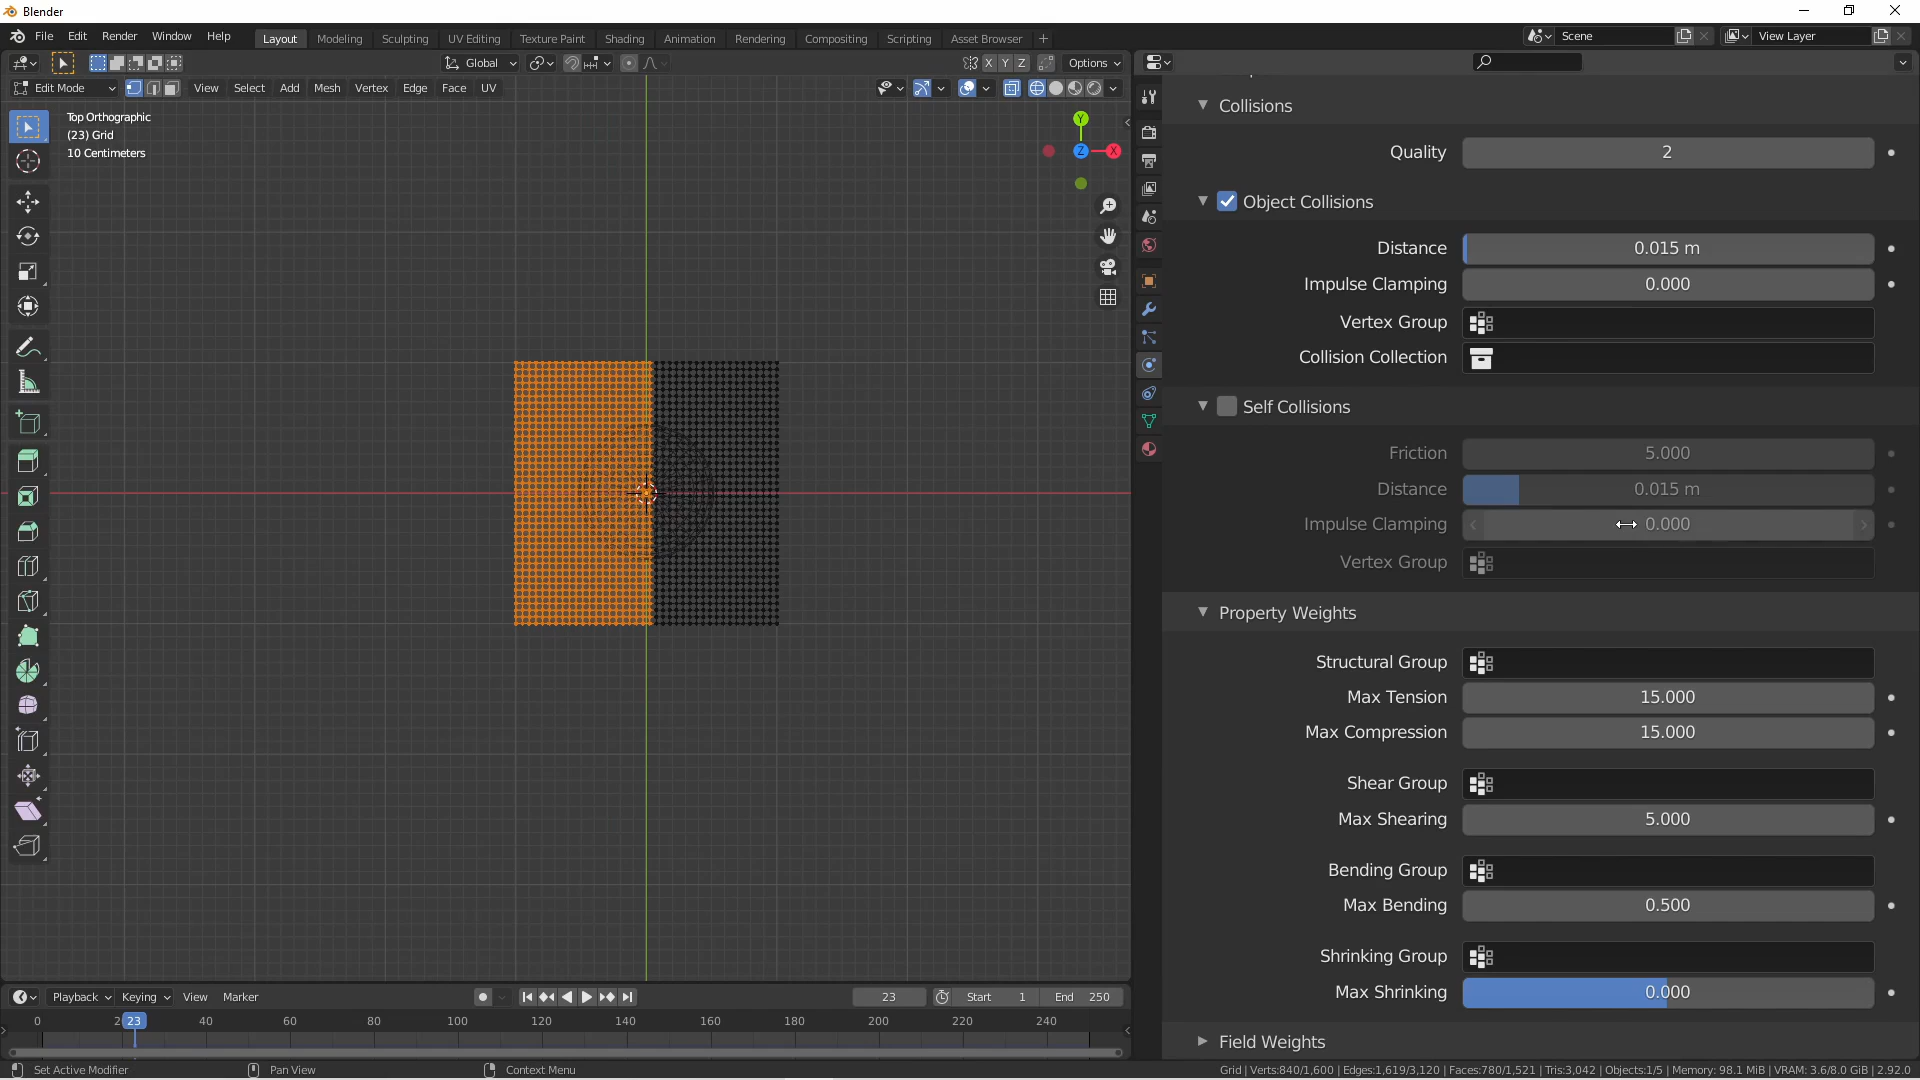 Blender
File Edit Render Window Help
Layout Modeling Sculpting UV Editing Texture Paint Shading Animation Rendering Compositing Scripting Asset Browser +
Scene
View Layer
Global
X Y Z
Options
Edit Mode
View Select Add Mesh Vertex Edge Face UV
Top Orthographic
(23) Grid
10 Centimeters
Y
Z
X
Collisions
Quality 2
Object Collisions
Distance 0.015 m
Impulse Clamping 0.000
Vertex Group
Collision Collection
Self Collisions
Friction 5.000
Distance 0.015 m
Impulse Clamping 0.000
Vertex Group
Property Weights
Structural Group
Max Tension 15.000
Max Compression 15.000
Shear Group
Max Shearing 5.000
Bending Group
Max Bending 0.500
Shrinking Group
Max Shrinking 0.000
Field Weights
Playback Keying View Marker
23
Start 1
End 250
0 23 40 60 80 100 120 140 160 180 200 220 240
Set Active Modifier
Pan View
Context Menu
Grid | Verts:840/1,600 | Edges:1,619/3,120 | Faces:780/1,521 | Tris:3,042 | Objects:1/5 | Memory: 98.1 MiB | VRAM: 3.6/8.0 GiB | 2.92.0